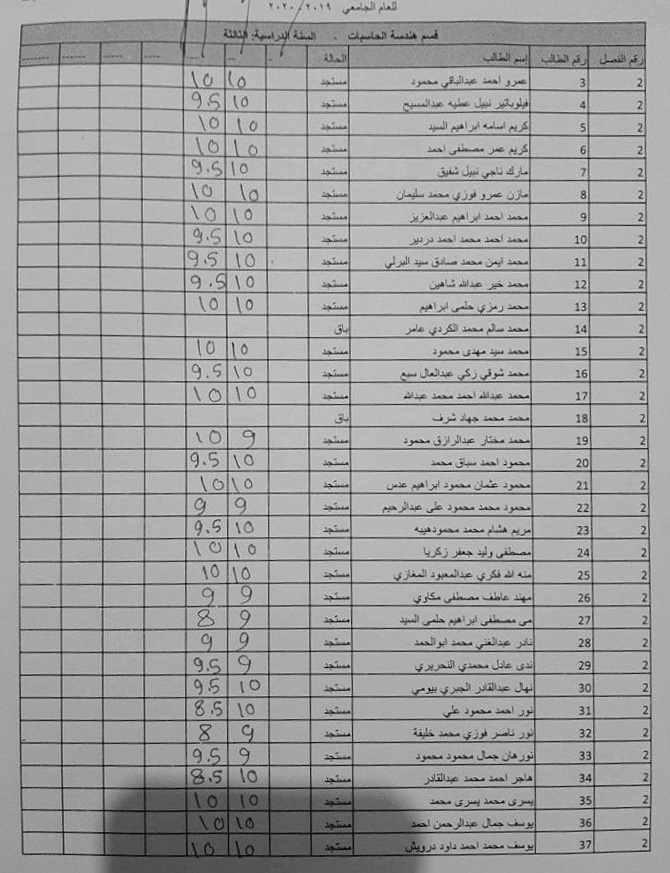 للعام الجامعي ٢٠١٩ / ٢٠٢٠
قسم هندسة الحاسبات - السنة الدراسية: الثالثة
رقم الفصل رقم الطالب إسم الطالب الحالة
2 3 عمرو احمد عبدالباقي محمود مستجد 10 10
2 4 فيلوباتير نبيل عطيه عبدالمسيح مستجد 10 9.5
2 5 كريم اسامه ابراهيم السيد مستجد 10 10
2 6 كريم عمر مصطفى احمد مستجد 10 10
2 7 مارك ناجي نبيل شفيق مستجد 10 9.5
2 8 مازن عمرو فوزي محمد سليمان مستجد 10 10
2 9 محمد احمد ابراهيم عبدالعزيز مستجد 10 10
2 10 محمد احمد محمد احمد دردير مستجد 10 9.5
2 11 محمد ايمن محمد صادق سيد البرلي مستجد 10 9.5
2 12 محمد خير عبدالله شاهين مستجد 10 9.5
2 13 محمد رمزي حلمى ابراهيم مستجد 10 10
2 14 محمد سالم محمد الكردي عامر باق
2 15 محمد سيد مهدى محمود مستجد 10 10
2 16 محمد شوقي زكي عبدالعال سبع مستجد 10 9.5
2 17 محمد عبدالله احمد محمد عبدالله مستجد 10 10
2 18 محمد محمد جهاد شرف باق
2 19 محمد مختار عبدالرازق محمود مستجد 9 10
2 20 محمود احمد سباق محمد مستجد 10 9.5
2 21 محمود عثمان محمود ابراهيم عدس مستجد 10 10
2 22 محمود محمد محمود على عبدالرحيم مستجد 9 9
2 23 مريم هشام محمد محمودهيبه مستجد 10 9.5
2 24 مصطفى وليد جعفر زكريا مستجد 10 10
2 25 منه الله فكري عبدالمعبود المغازي مستجد 10 10
2 26 مهند عاطف مصطفى مكاوي مستجد 9 9
2 27 مى مصطفى ابراهيم حلمى السيد مستجد 9 8
2 28 نادر عبدالغني محمد ابوالحمد مستجد 9 9
2 29 ندى عادل محمدي النحريري مستجد 9 9.5
2 30 نهال عبدالقادر الجبري بيومي مستجد 10 9.5
2 31 نور احمد محمود علي مستجد 10 8.5
2 32 نور ناصر فوزي محمد خليفة مستجد 9 8
2 33 نورهان جمال محمود محمود مستجد 9 9.5
2 34 هاجر احمد محمد عبدالقادر مستجد 10 8.5
2 35 يسرى محمد يسرى محمد مستجد 10 10
2 36 يوسف جمال عبدالرحمن احمد مستجد 10 10
2 37 يوسف محمد احمد داود درويش مستجد 10 10